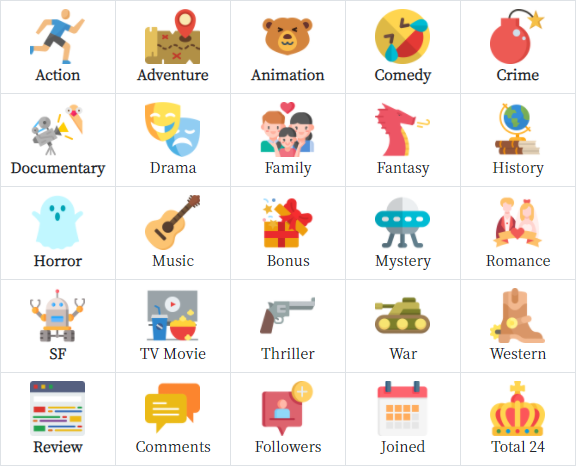 Action
Adventure
Animation
Comedy
Crime
Documentary
Drama
Family
Fantasy
History
Horror
Music
Bonus
Mystery
Romance
SF
TV Movie
Thriller
War
Western
Review
Comments
Followers
Joined
Total 24